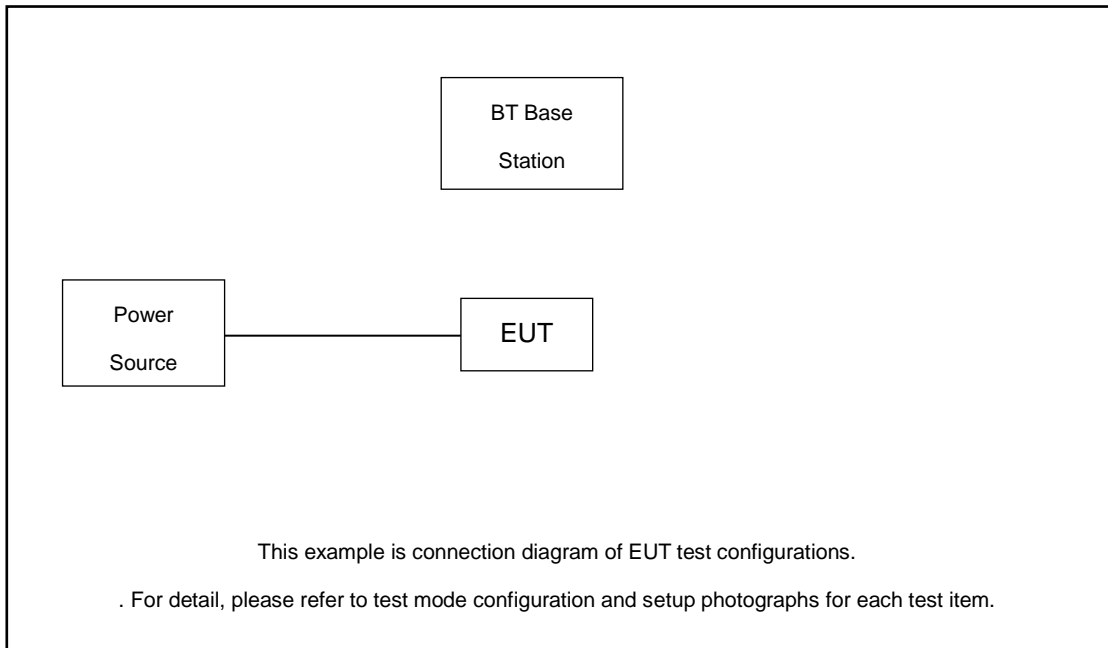 BT Base
Station
Power
Source
EUT
This example is connection diagram of EUT test configurations.
. For detail, please refer to test mode configuration and setup photographs for each test item.